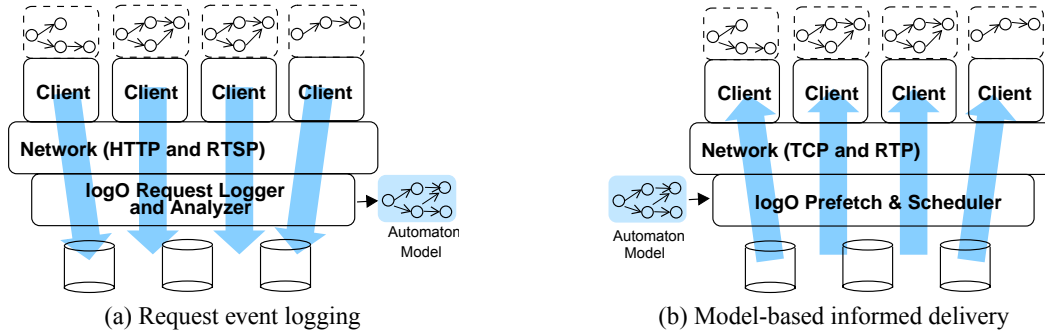 Client Client Client Client
Network (HTTP and RTSP)
logO Request Logger
and Analyzer
Automaton
Model
(a) Request event logging
Client Client Client Client
Network (TCP and RTP)
logO Prefetch & Scheduler
Automaton
Model
(b) Model-based informed delivery